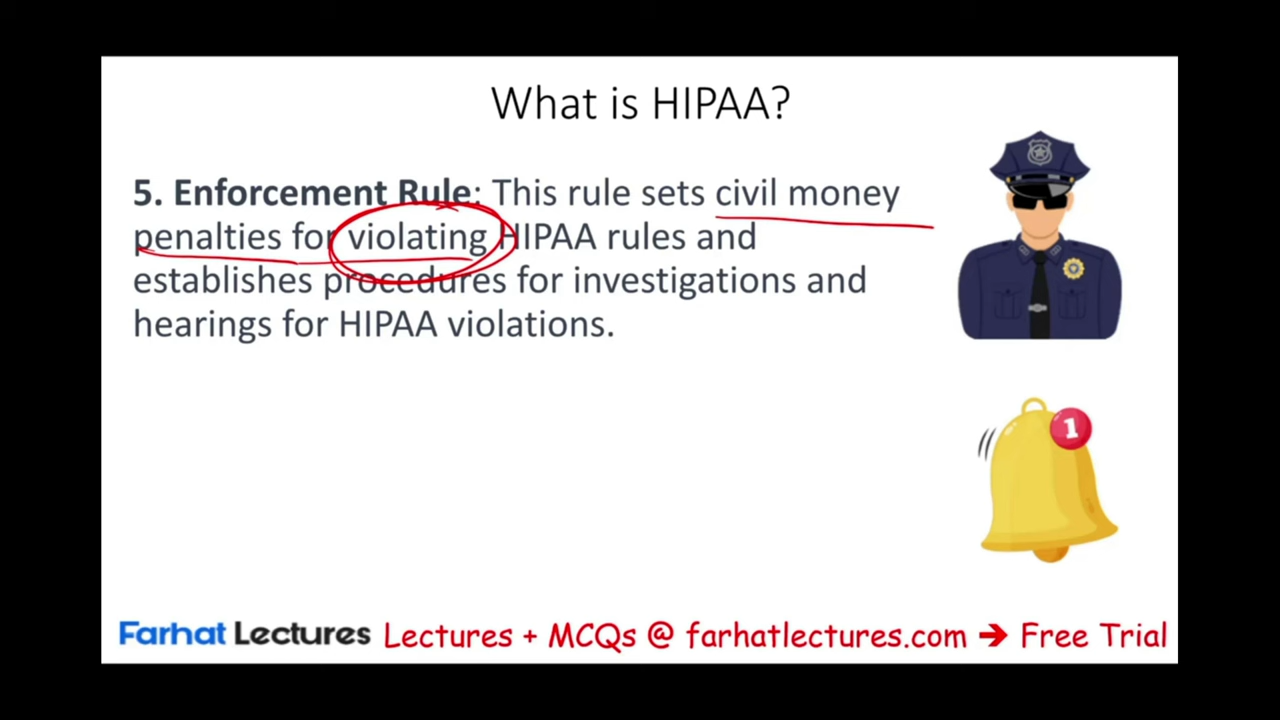 What is HIPAA?
5. Enforcement Rule: This rule sets civil money
penalties for violating HIPAA rules and
establishes procedures for investigations and
hearings for HIPAA violations.
1
Farhat Lectures Lectures + MCQs @ farhatlectures.com → Free Trial